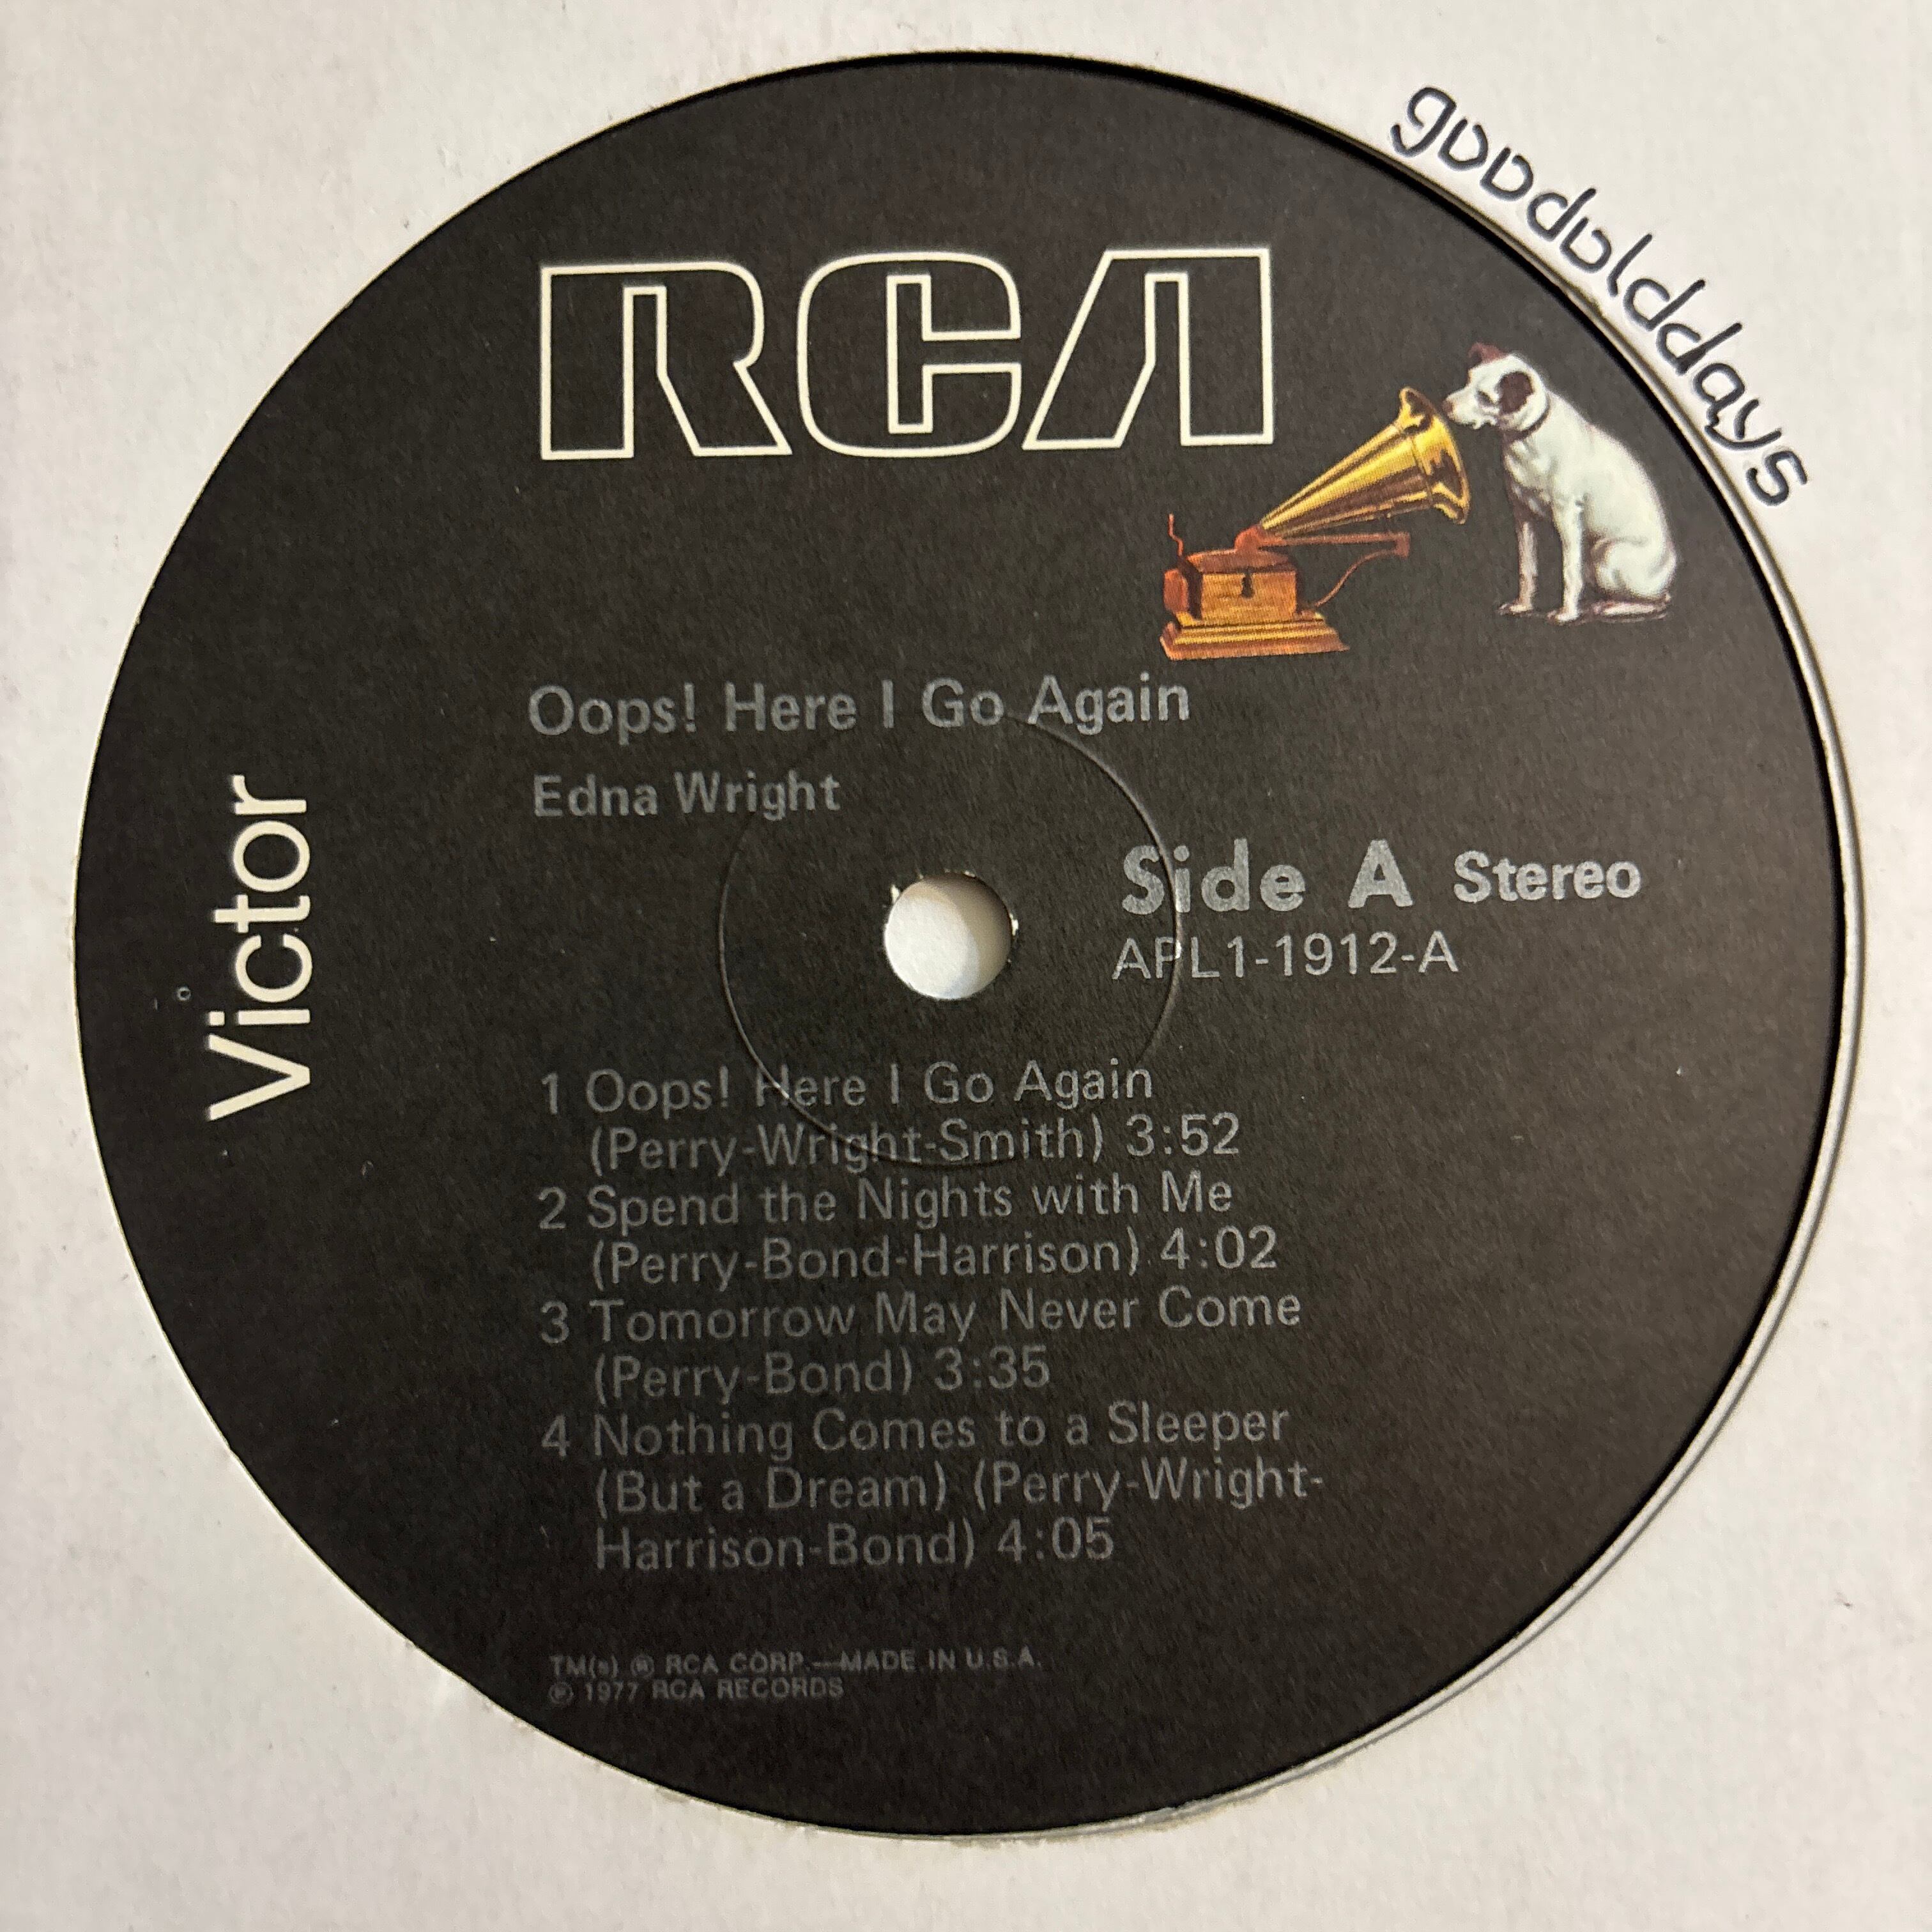 goodolddays
RCA
Victor
Oops! Here I Go Again
Edna Wright
Side A Stereo
APL1-1912-A
1 Oops! Here I Go Again
(Perry-Wright-Smith) 3:52
2 Spend the Nights with Me
(Perry-Bond-Harrison) 4:02
3 Tomorrow May Never Come
(Perry-Bond) 3:35
4 Nothing Comes to a Sleeper
(But a Dream) (Perry-Wright-
Harrison-Bond) 4:05
TM(s) ® RCA CORP.—MADE IN U.S.A.
℗ 1977 RCA RECORDS